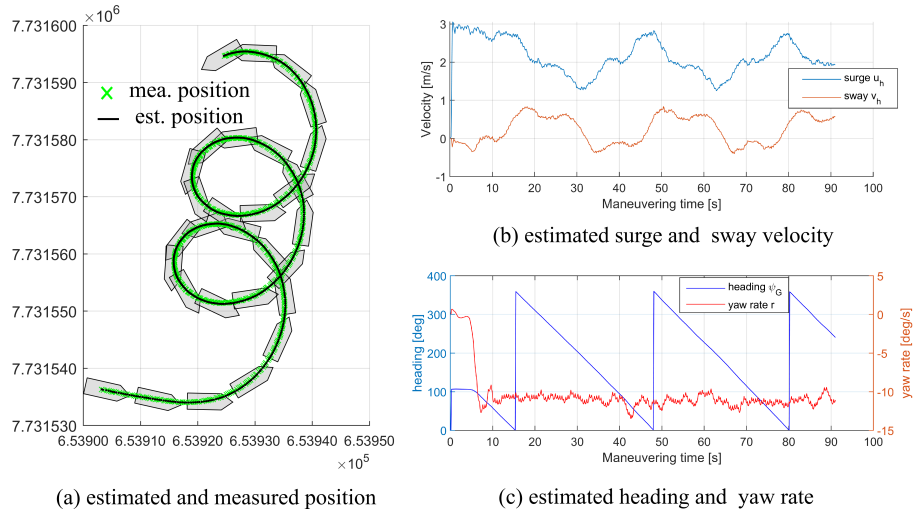 ×10⁶
7.731600
7.731590
7.731580
7.731570
7.731560
7.731550
7.731540
7.731530
6.53900 6.53910 6.53920 6.53930 6.53940 6.53950
×10⁵
mea. position
est. position
(a) estimated and measured position
3
2
1
0
-1
Velocity [m/s]
0 10 20 30 40 50 60 70 80 90 100
Maneuvering time [s]
surge u_h
sway v_h
(b) estimated surge and sway velocity
400
300
200
100
0
heading [deg]
5
0
-5
-10
-15
yaw rate [deg/s]
0 10 20 30 40 50 60 70 80 90 100
Maneuvering time [s]
heading ψ_G
yaw rate r
(c) estimated heading and yaw rate